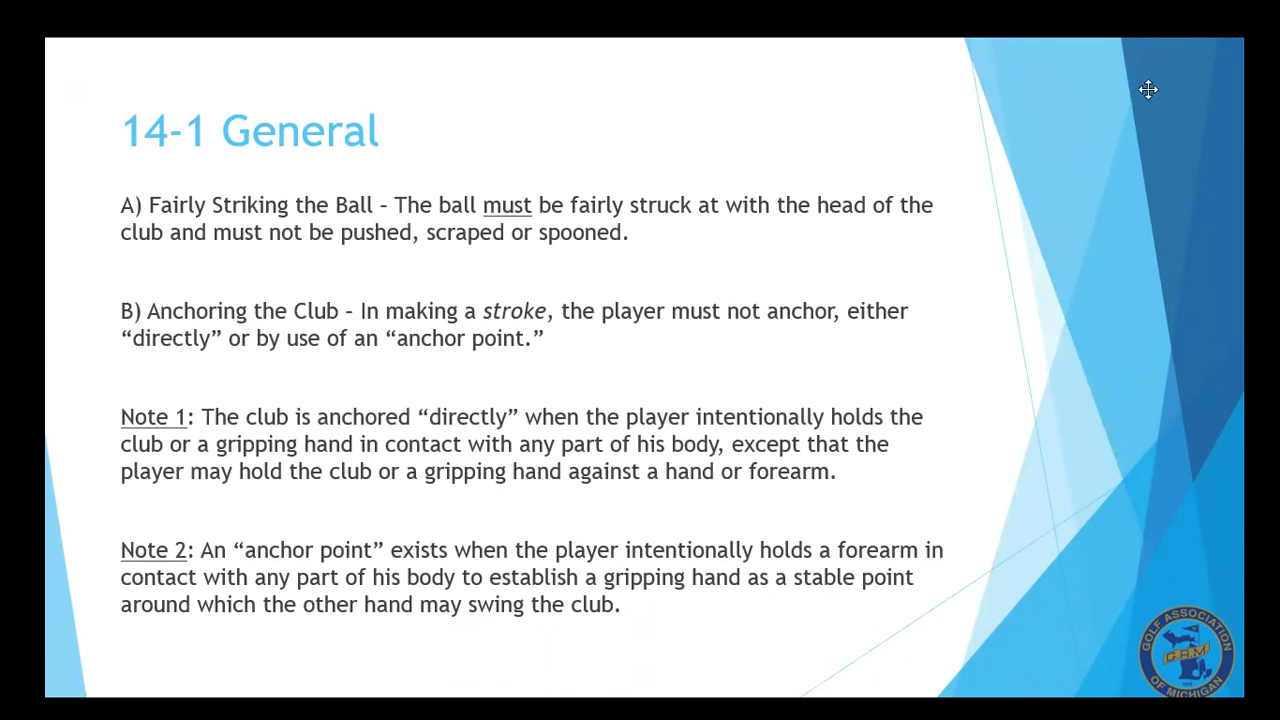 14-1 General
A) Fairly Striking the Ball – The ball must be fairly struck at with the head of the
club and must not be pushed, scraped or spooned.
B) Anchoring the Club – In making a stroke, the player must not anchor, either
“directly” or by use of an “anchor point.”
Note 1: The club is anchored “directly” when the player intentionally holds the
club or a gripping hand in contact with any part of his body, except that the
player may hold the club or a gripping hand against a hand or forearm.
Note 2: An “anchor point” exists when the player intentionally holds a forearm in
contact with any part of his body to establish a gripping hand as a stable point
around which the other hand may swing the club.
GOLF ASSOCIATION
G.A.M.
OF MICHIGAN